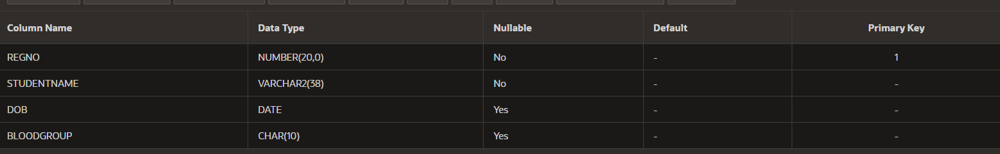 Column Name Data Type Nullable Default Primary Key
REGNO NUMBER(20,0) No - 1
STUDENTNAME VARCHAR2(38) No - -
DOB DATE Yes - -
BLOODGROUP CHAR(10) Yes - -